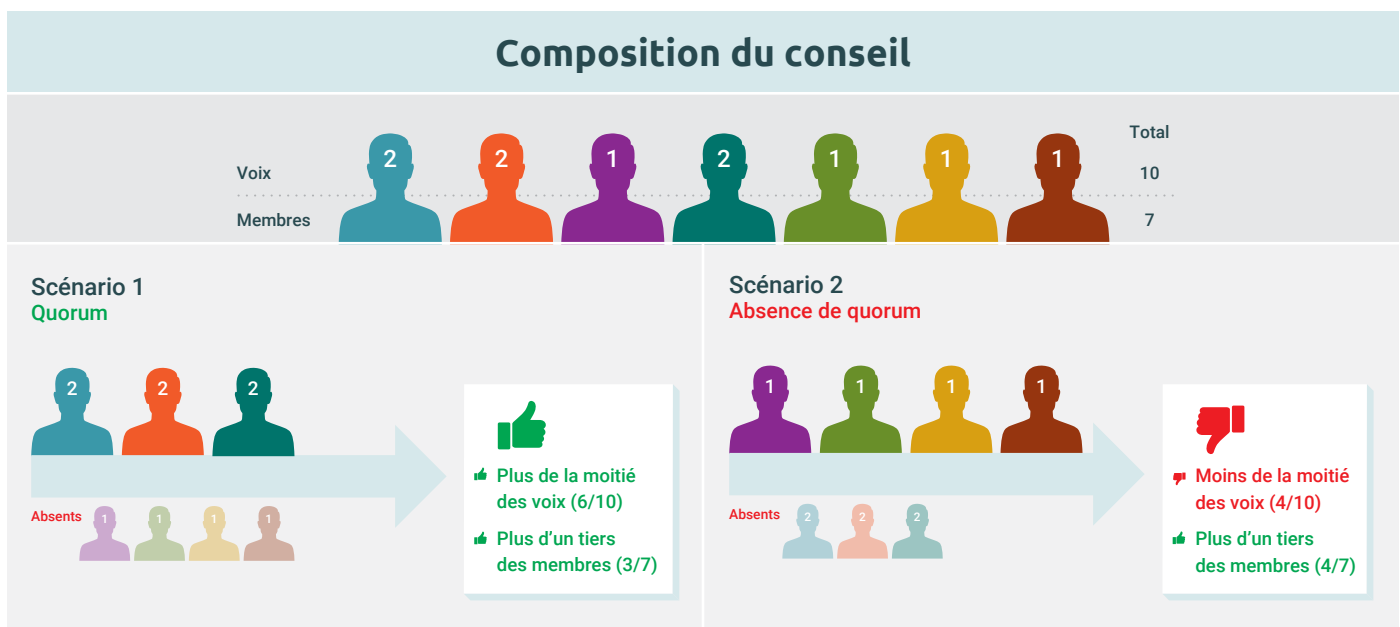 Composition du conseil
Total
Voix 2 2 1 2 1 1 1 10
Membres 7
Scénario 1
Quorum
2 2 2
Plus de la moitié
des voix (6/10)
Plus d'un tiers
des membres (3/7)
Absents 1 1 1 1
Scénario 2
Absence de quorum
1 1 1 1
Moins de la moitié
des voix (4/10)
Plus d'un tiers
des membres (4/7)
Absents 2 2 2